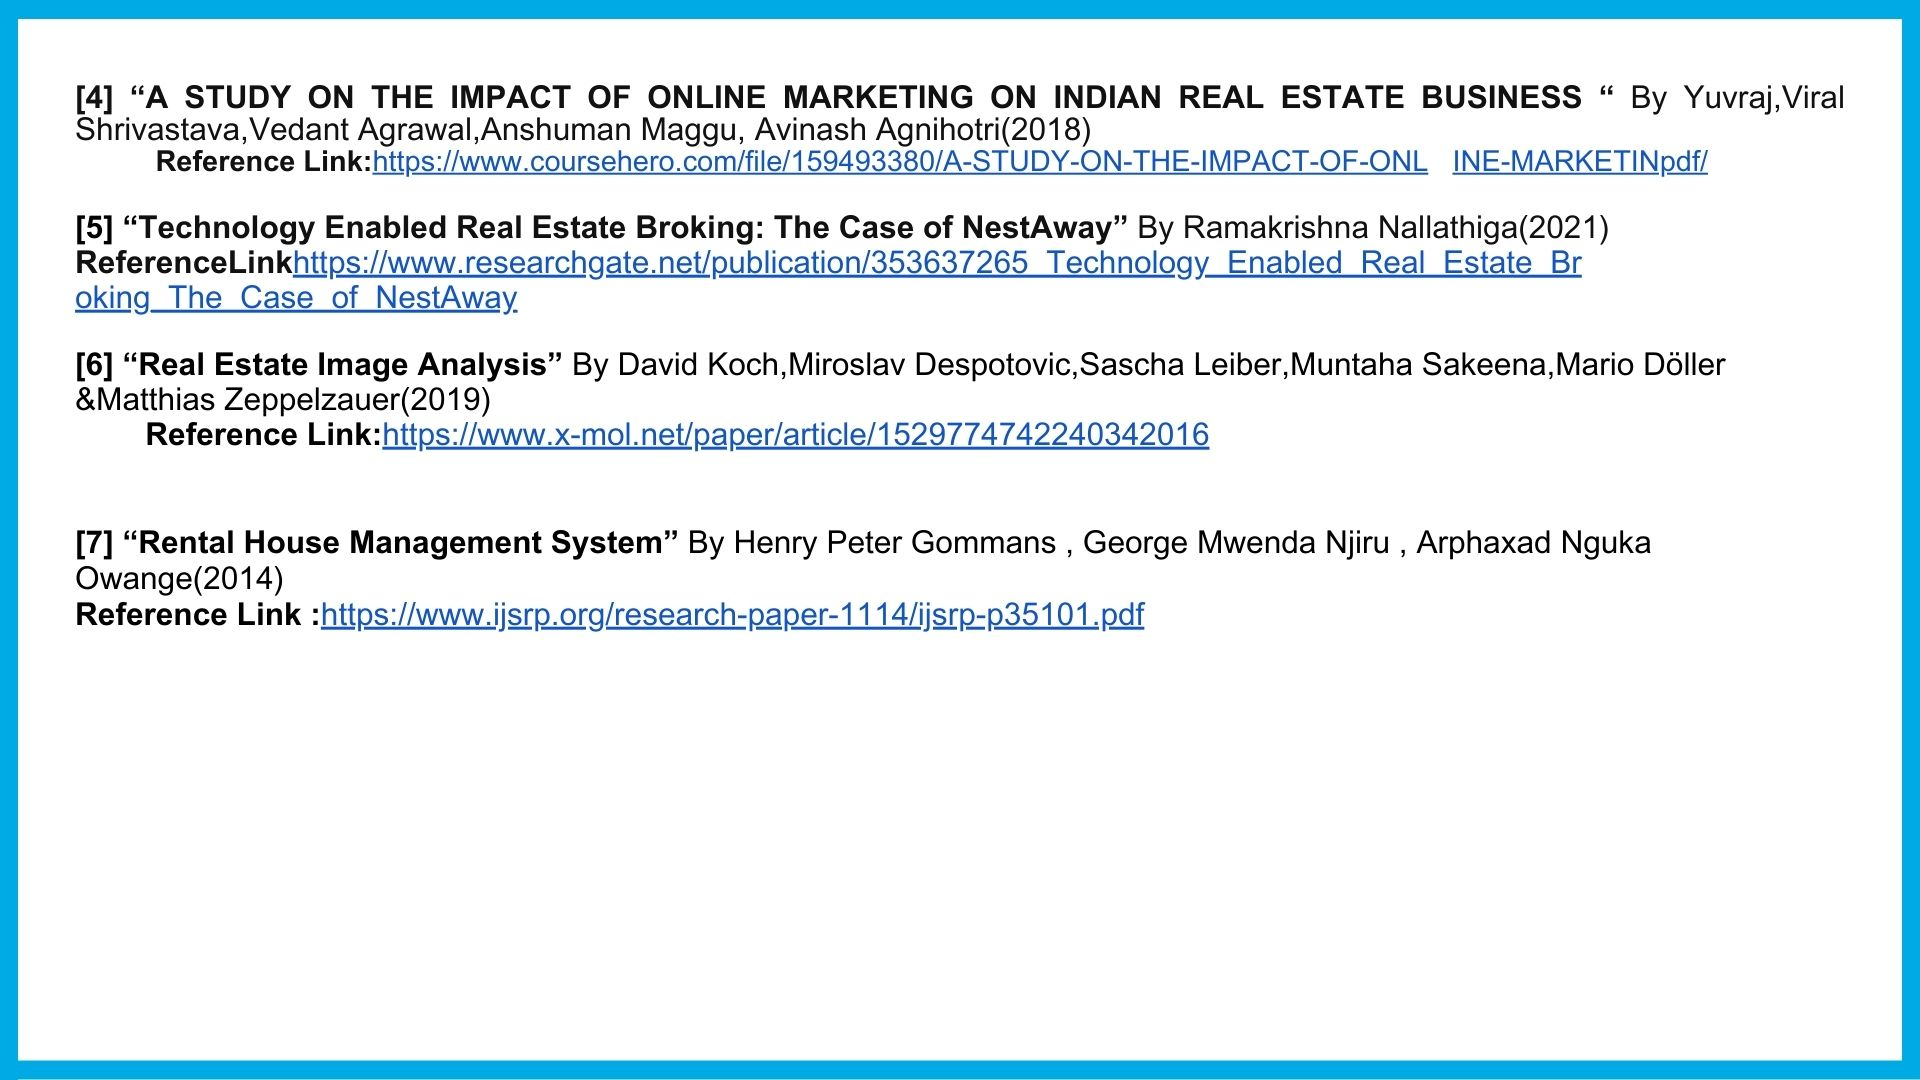 [4] “A STUDY ON THE IMPACT OF ONLINE MARKETING ON INDIAN REAL ESTATE BUSINESS “ By Yuvraj,Viral
Shrivastava,Vedant Agrawal,Anshuman Maggu, Avinash Agnihotri(2018)
Reference Link:https://www.coursehero.com/file/159493380/A-STUDY-ON-THE-IMPACT-OF-ONL INE-MARKETINpdf/
[5] “Technology Enabled Real Estate Broking: The Case of NestAway” By Ramakrishna Nallathiga(2021)
ReferenceLinkhttps://www.researchgate.net/publication/353637265_Technology_Enabled_Real_Estate_Br
oking_The_Case_of_NestAway
[6] “Real Estate Image Analysis” By David Koch,Miroslav Despotovic,Sascha Leiber,Muntaha Sakeena,Mario Döller
&Matthias Zeppelzauer(2019)
Reference Link:https://www.x-mol.net/paper/article/1529774742240342016
[7] “Rental House Management System” By Henry Peter Gommans , George Mwenda Njiru , Arphaxad Nguka
Owange(2014)
Reference Link :https://www.ijsrp.org/research-paper-1114/ijsrp-p35101.pdf